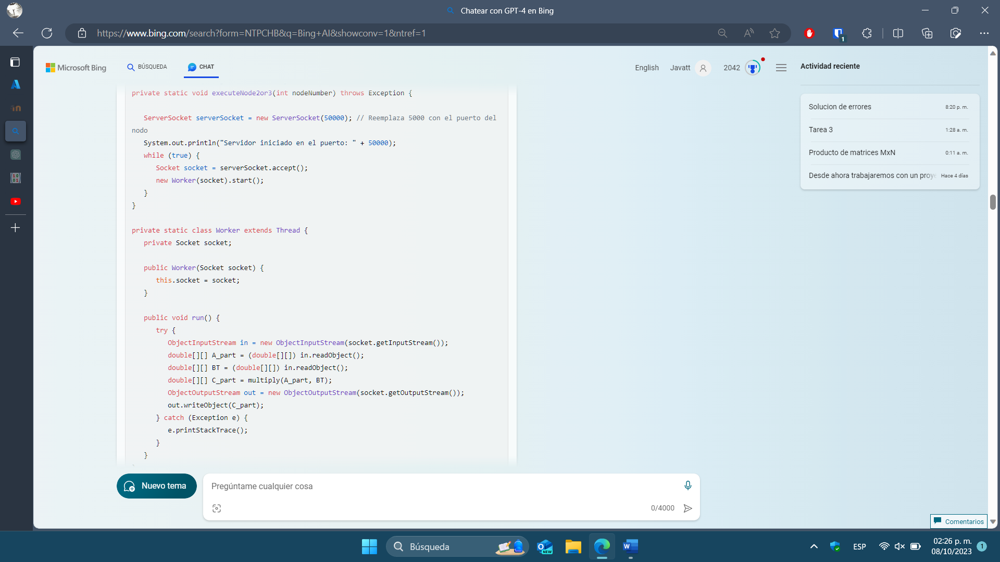 Chatear con GPT-4 en Bing
https://www.bing.com/search?form=NTPCHB&q=Bing+AI&showconv=1&ntref=1
1
Microsoft Bing
BÚSQUEDA
CHAT
English
Javatt
2042
private static void executeNode2or3(int nodeNumber) throws Exception {
ServerSocket serverSocket = new ServerSocket(50000); // Reemplaza 5000 con el puerto del
nodo
System.out.println("Servidor iniciado en el puerto: " + 50000);
while (true) {
Socket socket = serverSocket.accept();
new Worker(socket).start();
}
}
private static class Worker extends Thread {
private Socket socket;
public Worker(Socket socket) {
this.socket = socket;
}
public void run() {
try {
ObjectInputStream in = new ObjectInputStream(socket.getInputStream());
double[][] A_part = (double[][]) in.readObject();
double[][] BT = (double[][]) in.readObject();
double[][] C_part = multiply(A_part, BT);
ObjectOutputStream out = new ObjectOutputStream(socket.getOutputStream());
out.writeObject(C_part);
} catch (Exception e) {
e.printStackTrace();
}
}
Actividad reciente
Solucion de errores 8:20 p. m.
Tarea 3 1:28 a. m.
Producto de matrices MxN 0:11 a. m.
Desde ahora trabajaremos con un proye Hace 4 días
Nuevo tema
Pregúntame cualquier cosa
0/4000
Comentarios
Búsqueda
NEW
ESP
02:26 p. m.
08/10/2023
1